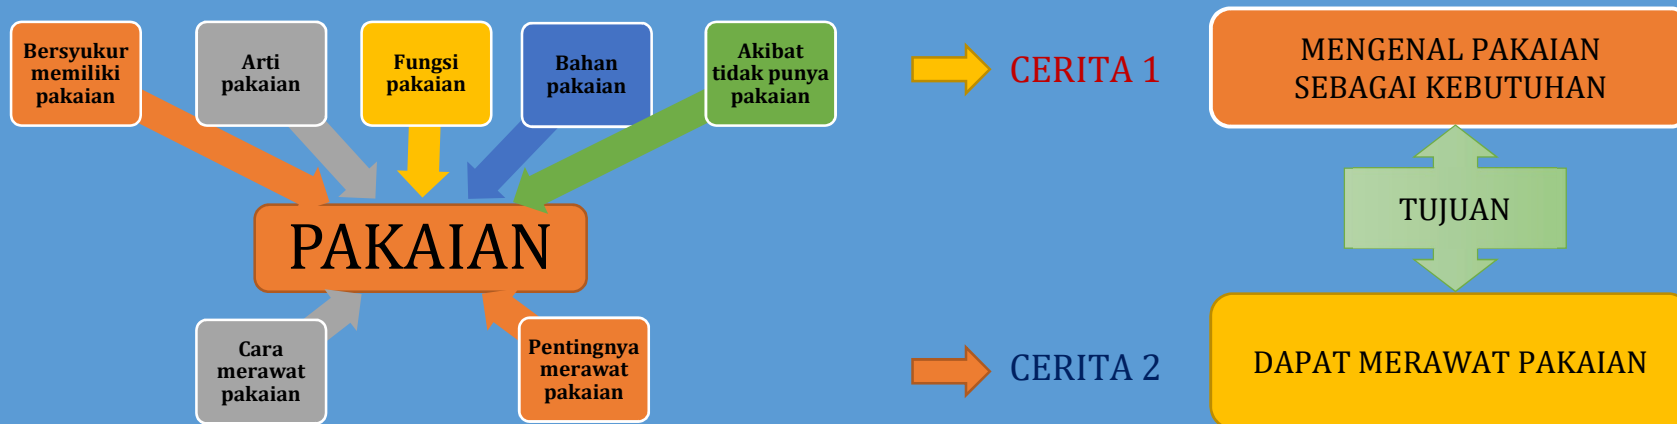 Bersyukur
memiliki
pakaian
Arti
pakaian
Fungsi
pakaian
Bahan
pakaian
Akibat
tidak punya
pakaian
CERITA 1
MENGENAL PAKAIAN
SEBAGAI KEBUTUHAN
TUJUAN
PAKAIAN
Cara
merawat
pakaian
Pentingnya
merawat
pakaian
CERITA 2
DAPAT MERAWAT PAKAIAN